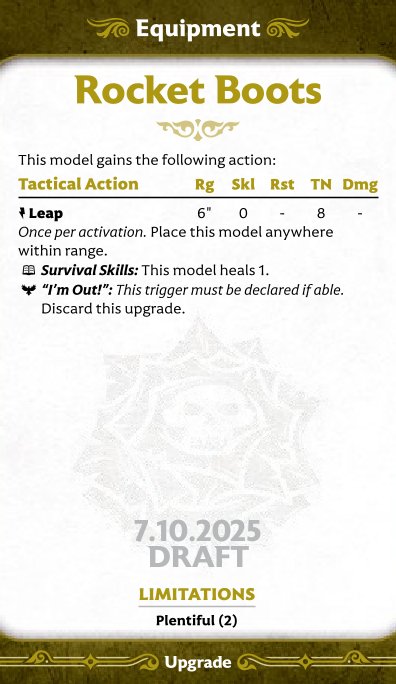 Equipment
Rocket Boots
This model gains the following action:
Tactical Action Rg Skl Rst TN Dmg
Leap 6" 0 - 8 -
Once per activation. Place this model anywhere
within range.
Survival Skills: This model heals 1.
“I’m Out!”: This trigger must be declared if able.
Discard this upgrade.
7.10.2025
DRAFT
LIMITATIONS
Plentiful (2)
Upgrade